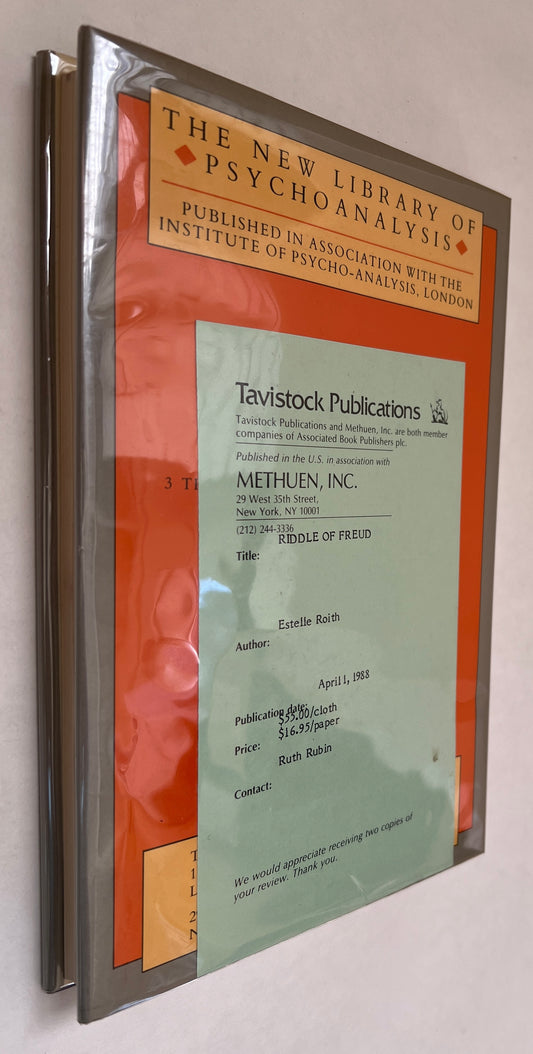 THE NEW LIBRARY OF
PSYCHOANALYSIS
PUBLISHED IN ASSOCIATION WITH THE
INSTITUTE OF PSYCHO-ANALYSIS, LONDON
Tavistock Publications
Tavistock Publications and Methuen, Inc. are both member
companies of Associated Book Publishers plc.
Published in the U.S. in association with
METHUEN, INC.
29 West 35th Street,
New York, NY 10001
(212) 244-3336
RIDDLE OF FREUD
Title:
Estelle Roith
Author:
April 1, 1988
Publication date:
$55.00/cloth
$16.95/paper
Price:
Ruth Rubin
Contact:
We would appreciate receiving two copies of
your review. Thank you.
3